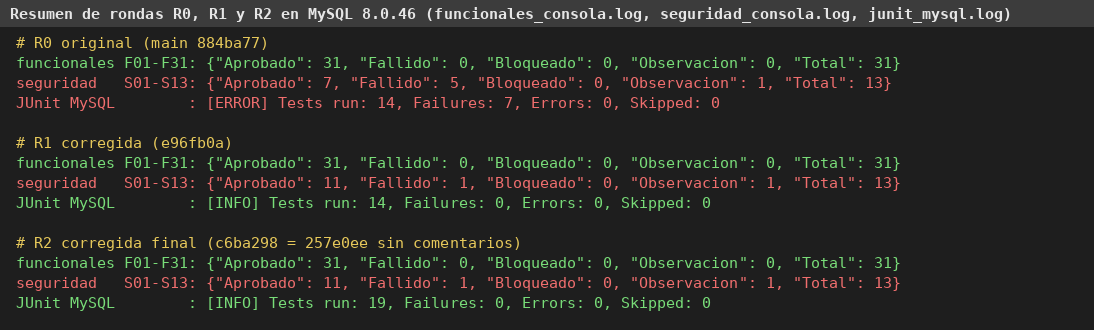 Resumen de rondas R0, R1 y R2 en MySQL 8.0.46 (funcionales_consola.log, seguridad_consola.log, junit_mysql.log)
# R0 original (main 884ba77)
funcionales F01-F31: {"Aprobado": 31, "Fallido": 0, "Bloqueado": 0, "Observacion": 0, "Total": 31}
seguridad   S01-S13: {"Aprobado": 7, "Fallido": 5, "Bloqueado": 0, "Observacion": 1, "Total": 13}
JUnit MySQL        : [ERROR] Tests run: 14, Failures: 7, Errors: 0, Skipped: 0
# R1 corregida (e96fb0a)
funcionales F01-F31: {"Aprobado": 31, "Fallido": 0, "Bloqueado": 0, "Observacion": 0, "Total": 31}
seguridad   S01-S13: {"Aprobado": 11, "Fallido": 1, "Bloqueado": 0, "Observacion": 1, "Total": 13}
JUnit MySQL        : [INFO] Tests run: 14, Failures: 0, Errors: 0, Skipped: 0
# R2 corregida final (c6ba298 = 257e0ee sin comentarios)
funcionales F01-F31: {"Aprobado": 31, "Fallido": 0, "Bloqueado": 0, "Observacion": 0, "Total": 31}
seguridad   S01-S13: {"Aprobado": 11, "Fallido": 1, "Bloqueado": 0, "Observacion": 1, "Total": 13}
JUnit MySQL        : [INFO] Tests run: 19, Failures: 0, Errors: 0, Skipped: 0